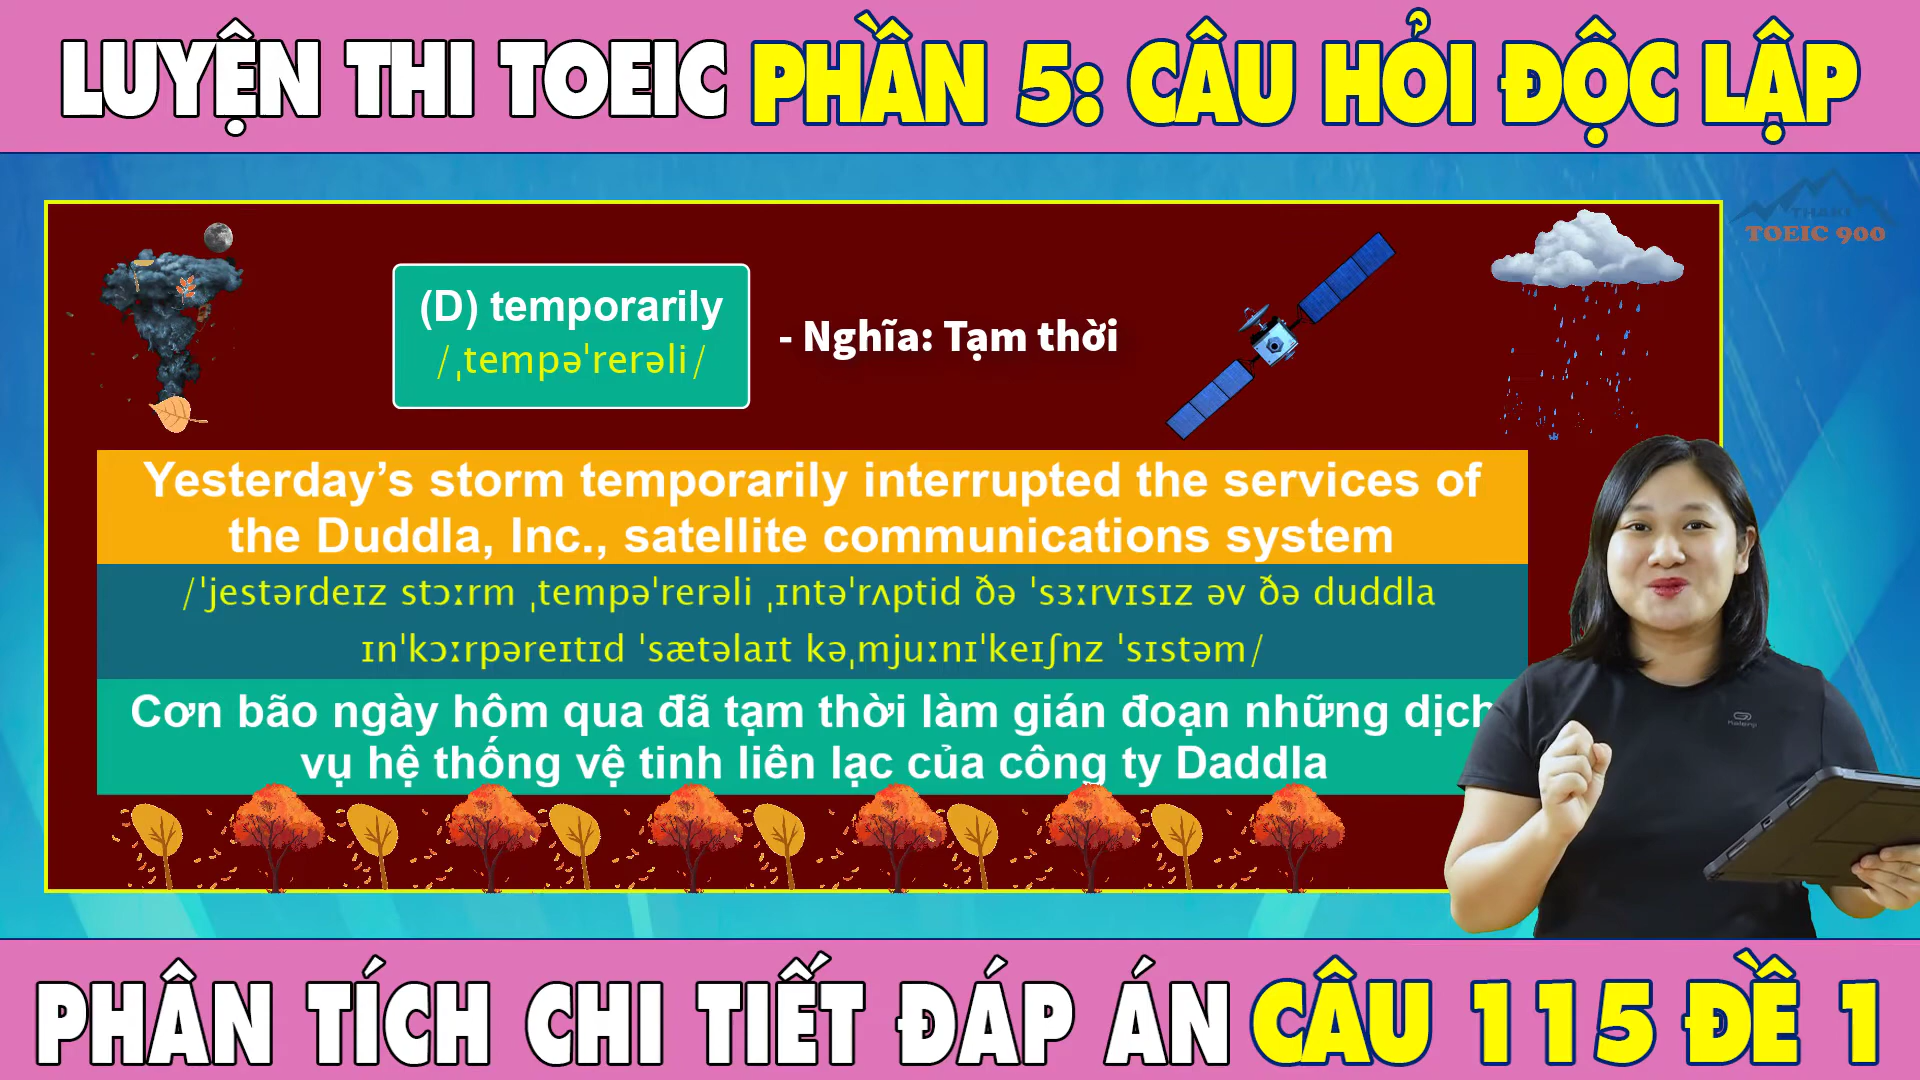 LUYỆN THI TOEIC PHẦN 5: CÂU HỎI ĐỘC LẬP
THAKI
TOEIC 900
(D) temporarily
/ˌtempəˈrerəli/
- Nghĩa: Tạm thời
Yesterday’s storm temporarily interrupted the services of
the Duddla, Inc., satellite communications system
/ˈjestərdeɪz stɔːrm ˌtempəˈrerəli ˌɪntəˈrʌptid ðə ˈsɜːrvɪsɪz əv ðə duddla
ɪnˈkɔːrpəreɪtɪd ˈsætəlaɪt kəˌmjuːnɪˈkeɪʃnz ˈsɪstəm/
Cơn bão ngày hôm qua đã tạm thời làm gián đoạn những dịch
vụ hệ thống vệ tinh liên lạc của công ty Daddla
PHÂN TÍCH CHI TIẾT ĐÁP ÁN CÂU 115 ĐỀ 1